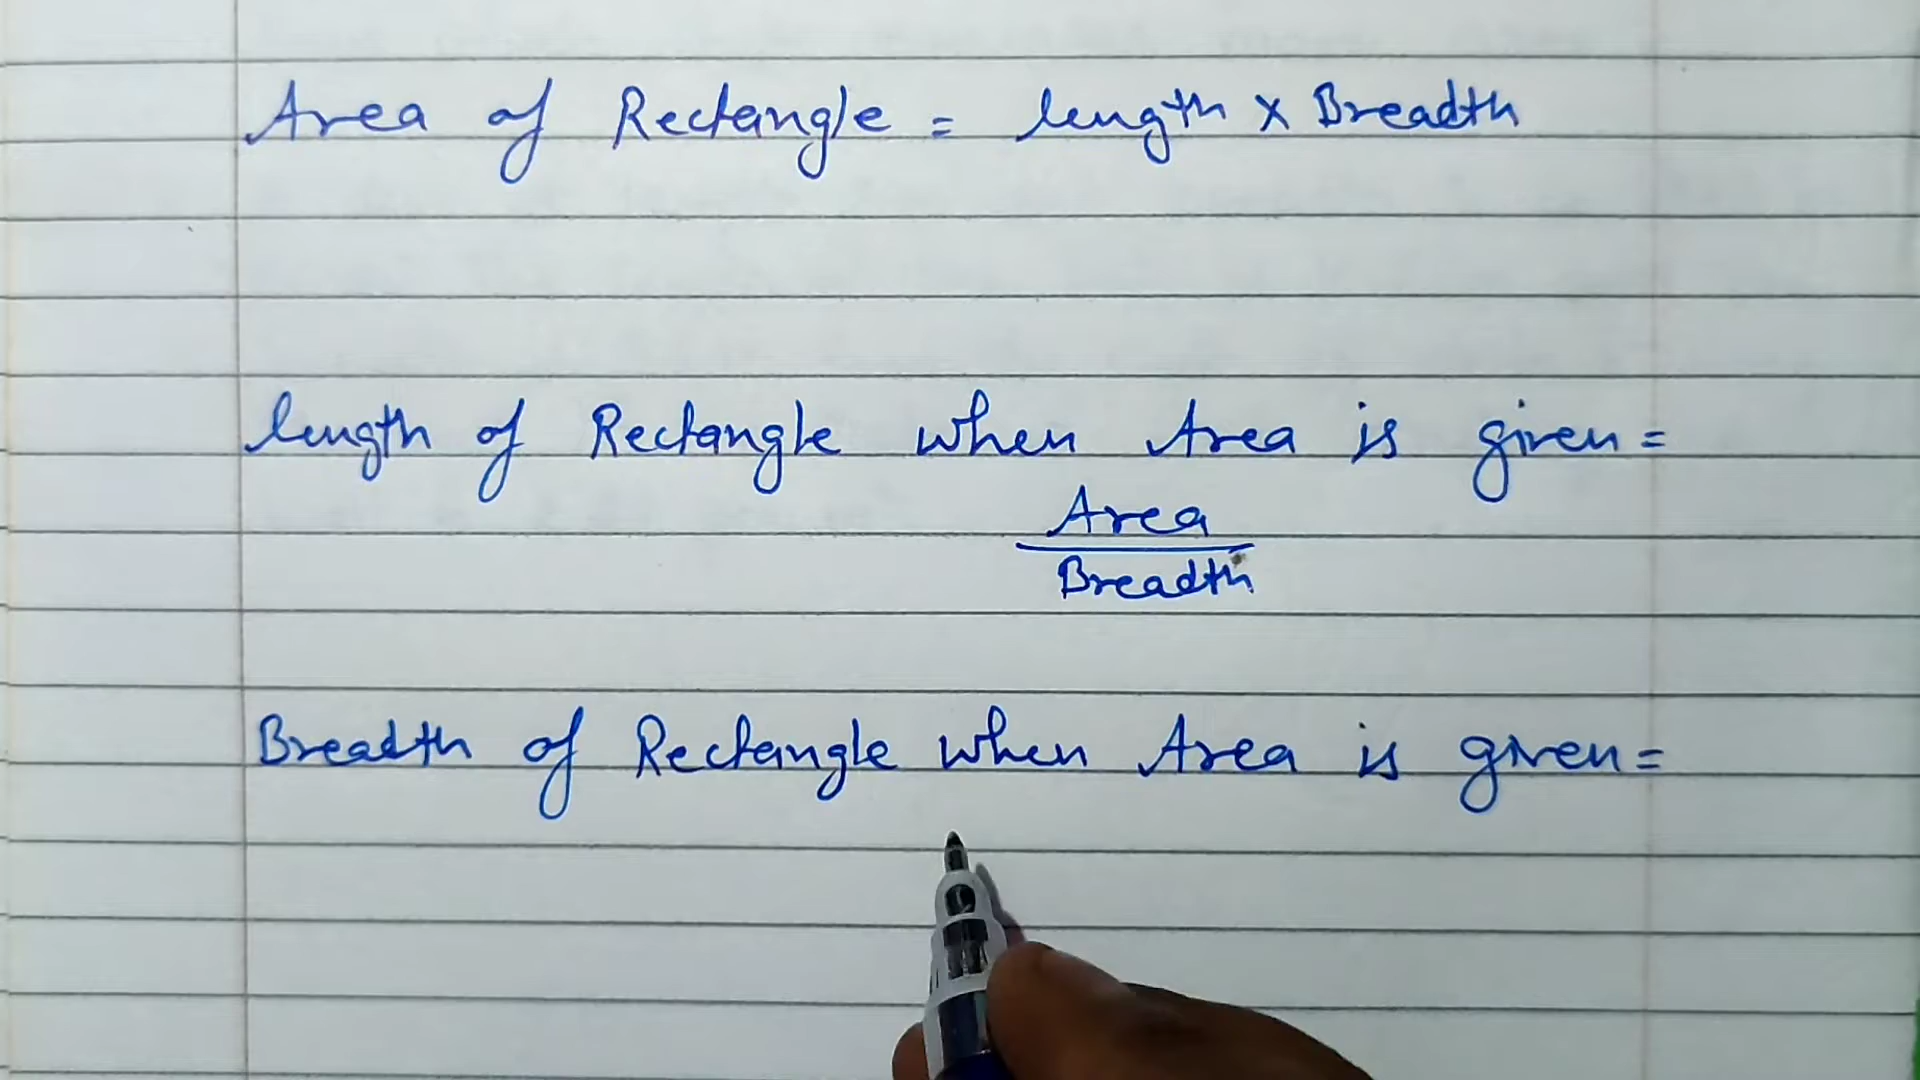 Area of Rectangle = length x Breadth
length of Rectangle when Area is given=
Area
Breadth
Breadth of Rectangle when Area is given=